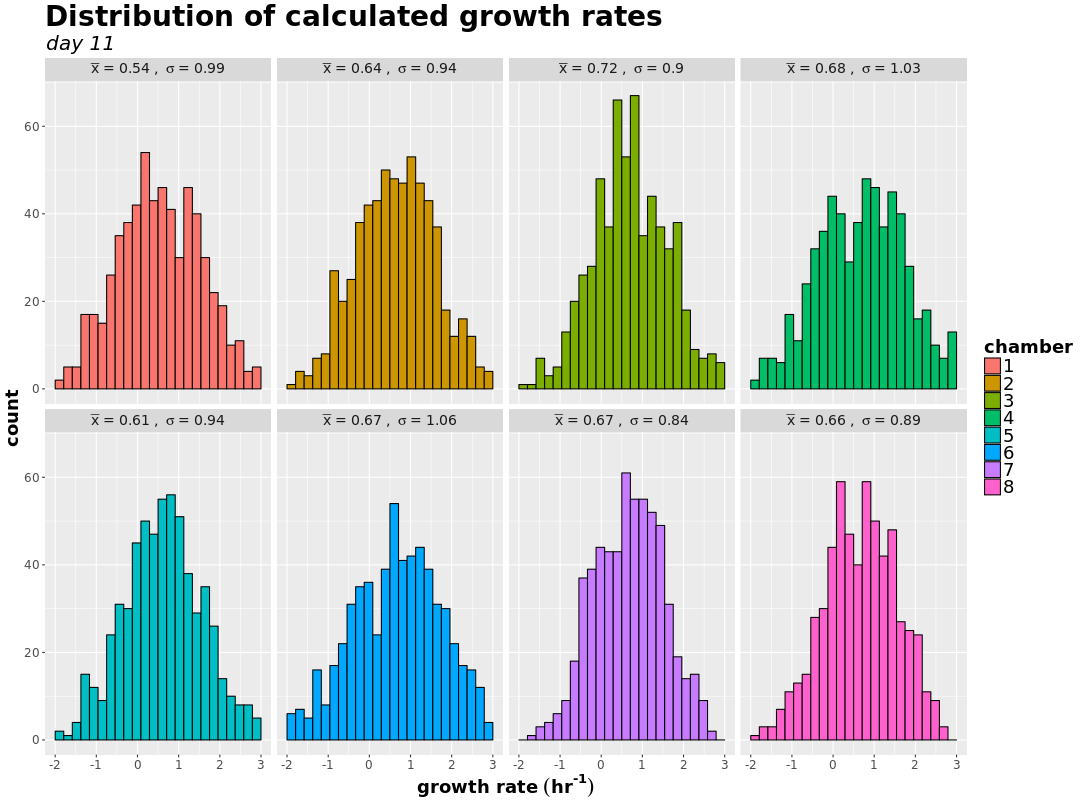 Distribution of calculated growth rates
day 11
x̅ = 0.54 , σ = 0.99
x̅ = 0.64 , σ = 0.94
x̅ = 0.72 , σ = 0.9
x̅ = 0.68 , σ = 1.03
60
40
20
0
x̅ = 0.61 , σ = 0.94
x̅ = 0.67 , σ = 1.06
x̅ = 0.67 , σ = 0.84
x̅ = 0.66 , σ = 0.89
60
40
20
0
-2 -1 0 1 2 3
-2 -1 0 1 2 3
-2 -1 0 1 2 3
-2 -1 0 1 2 3
count
growth rate (hr⁻¹)
chamber
1
2
3
4
5
6
7
8